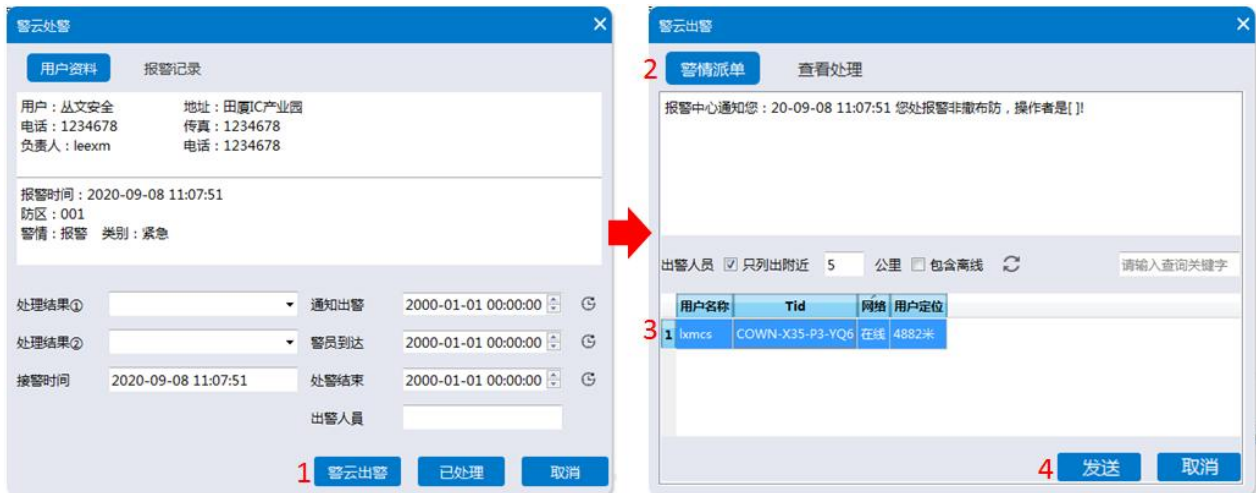 警云处警
用户资料 报警记录
用户：丛文安全 地址：田厦IC产业园
电话：1234678 传真：1234678
负责人：leexm 电话：1234678
报警时间：2020-09-08 11:07:51
防区：001
警情：报警 类别：紧急
处理结果① 通知出警 2000-01-01 00:00:00
处理结果② 警员到达 2000-01-01 00:00:00
接警时间 2020-09-08 11:07:51 处警结束 2000-01-01 00:00:00
出警人員
1 警云出警 已处理 取消
警云出警
2 警情派单 查看处理
报警中心通知您：20-09-08 11:07:51 您处报警非撤布防，操作者是[ ]!
出警人员 只列出附近 5 公里 包含离线 请输入查询关键字
用户名称 Tid 网络 用户定位
3 1 lxmcs COWN-X35-P3-YQ6 在线 4882米
4 发送 取消